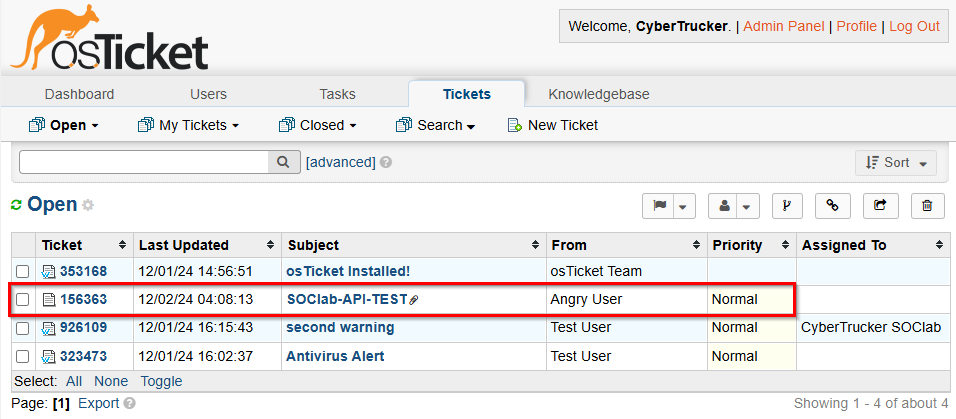 osTicket
Welcome, CyberTrucker. | Admin Panel | Profile | Log Out
Dashboard Users Tasks Tickets Knowledgebase
Open My Tickets Closed Search New Ticket
[advanced] ? Sort
Open
Ticket Last Updated Subject From Priority Assigned To
353168 12/01/24 14:56:51 osTicket Installed! osTicket Team
156363 12/02/24 04:08:13 SOClab-API-TEST Angry User Normal
926109 12/01/24 16:15:43 second warning Test User Normal CyberTrucker SOClab
323473 12/01/24 16:02:37 Antivirus Alert Test User Normal
Select: All None Toggle
Page: [1] Export ? Showing 1 - 4 of about 4